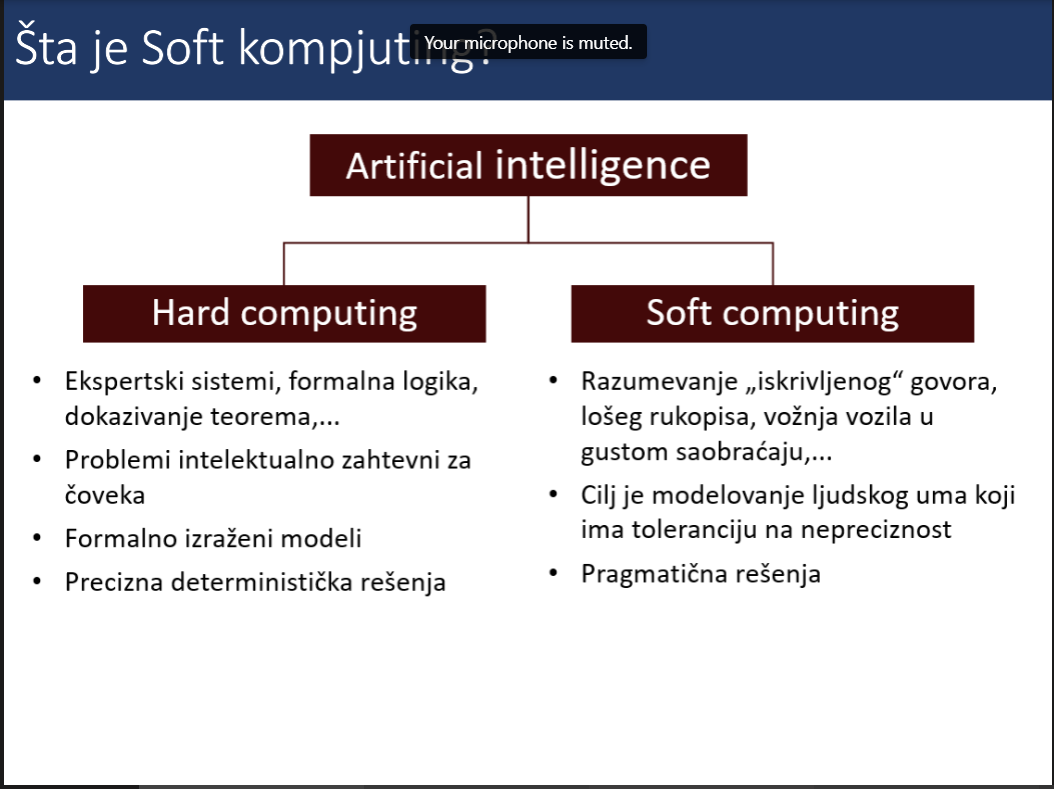 Šta je Soft kompjuting?
Your microphone is muted.
Artificial intelligence
Hard computing
Ekspertski sistemi, formalna logika,
dokazivanje teorema,...
Problemi intelektualno zahtevni za
čoveka
Formalno izraženi modeli
Precizna deterministička rešenja
Soft computing
Razumevanje „iskrivljenog“ govora,
lošeg rukopisa, vožnja vozila u
gustom saobraćaju,...
Cilj je modelovanje ljudskog uma koji
ima toleranciju na nepreciznost
Pragmatična rešenja